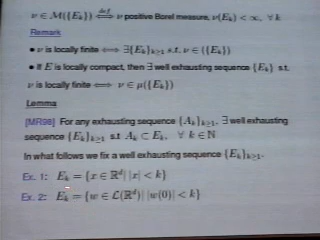 ν ∈ M({E_k}) ⟺^{def} ν positive Borel measure, ν(E_k) < ∞, ∀ k
Remark
• ν is locally finite ⟺ ∃{E_k}_{k≥1} s.t. ν ∈ ({E_k})
• If E is locally compact, then ∃ well exhausting sequence {E_k} s.t.
ν is locally finite ⟺ ν ∈ μ({E_k})
Lemma
[MR98] For any exhausting sequence {A_k}_{k≥1}, ∃ well exhausting
sequence {E_k}_{k≥1} s.t. A_k ⊂ E_k, ∀ k ∈ ℕ
In what follows we fix a well exhausting sequence {E_k}_{k≥1}.
Ex. 1: E_k = {x ∈ ℝ^d | |x| < k}
Ex. 2: E_k = {w ∈ L(ℝ^d) | |w(0)| < k}